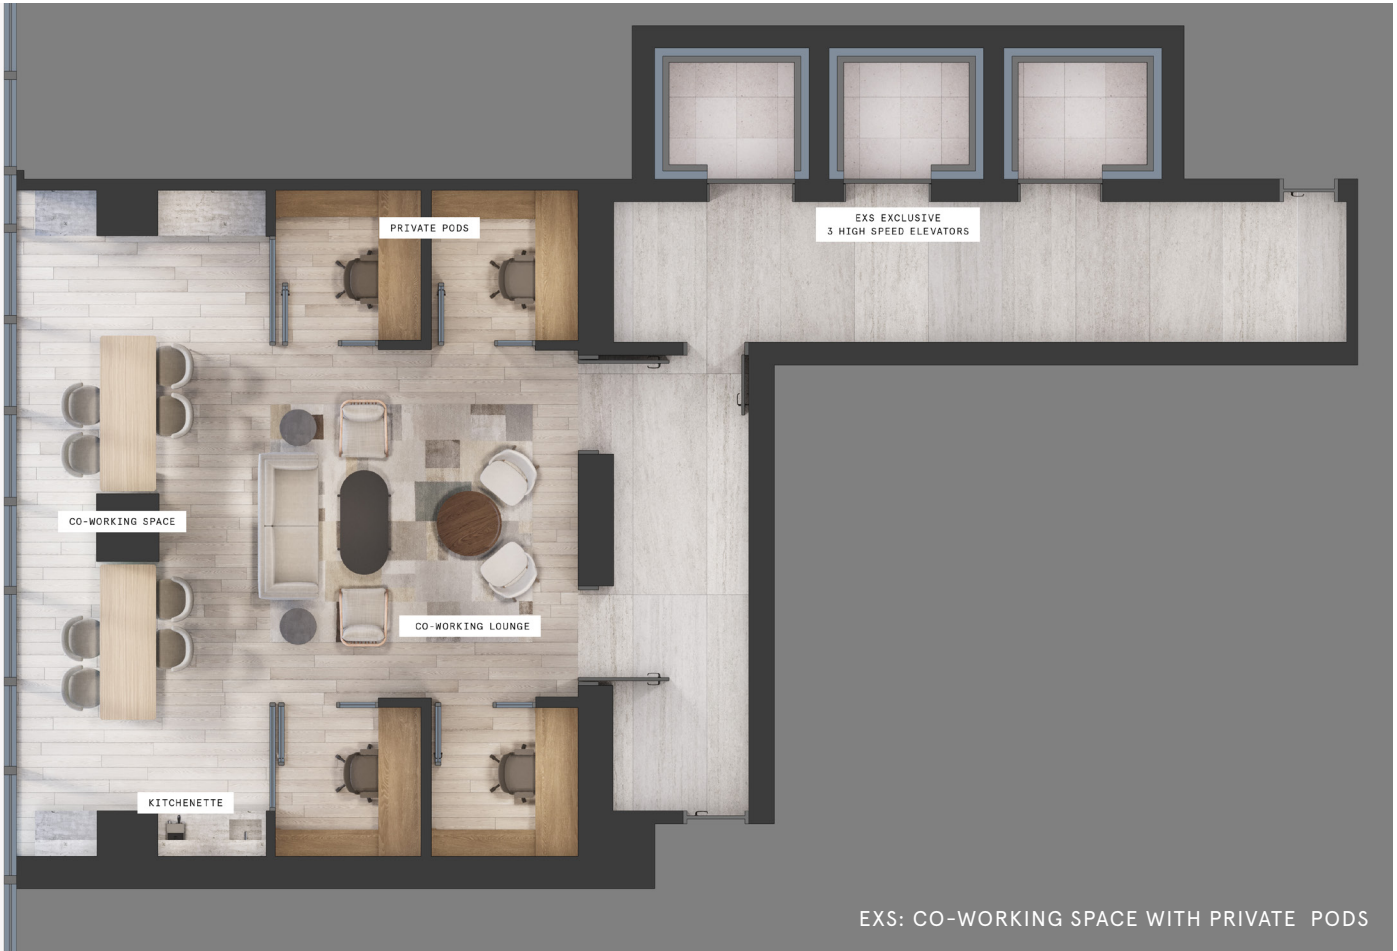 PRIVATE PODS
EXS EXCLUSIVE
3 HIGH SPEED ELEVATORS
CO-WORKING SPACE
CO-WORKING LOUNGE
KITCHENETTE
EXS: CO-WORKING SPACE WITH PRIVATE PODS